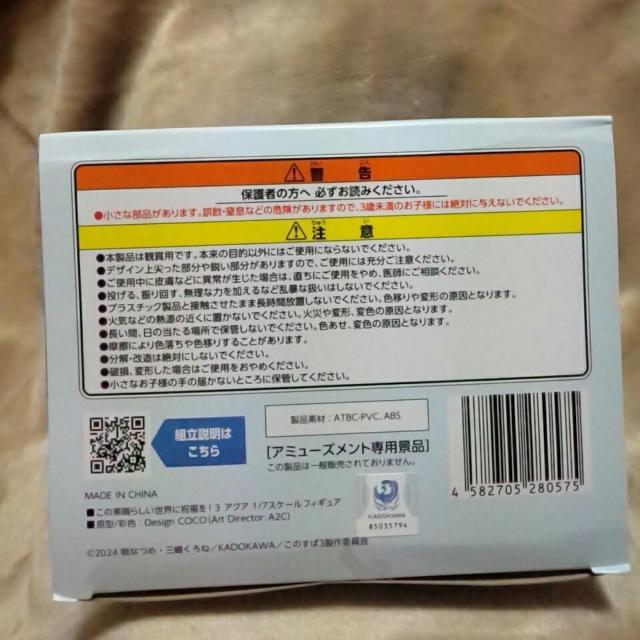 ⚠警告
保護者の方へ 必ずお読みください。
●小さな部品があります。誤飲・窒息などの危険がありますので、3歳未満のお子様には絶対に与えないでください。
⚠注意
●本製品は観賞用です。本来の目的以外にはご使用にならないでください。
●デザイン上尖った部分や鋭い部分がありますので、ご使用には充分ご注意ください。
●ご使用中に皮膚などに異常が生じた場合は、直ちにご使用をやめ、医師にご相談ください。
●投げる、振り回す、無理な力を加えるなど乱暴な扱いはしないでください。
●プラスチック製品と接触させたまま長時間放置しないでください。色移りや変形の原因となります。
●火気などの熱源の近くに置かないでください。火災や変形、変色の原因となります。
●長い間、日の当たる場所で保管しないでください。色あせ、変色の原因となります。
●摩擦により色落ちや色移りすることがあります。
●分解・改造は絶対にしないでください。
●破損、変形した場合はご使用をおやめください。
●小さなお子様の手の届かないところに保管してください。
組立説明は
こちら
製品素材：ATBC-PVC、ABS
[アミューズメント専用景品]
この製品は一般販売されておりません。
4 582705 280575
MADE IN CHINA
■この素晴らしい世界に祝福を！3 アクア 1/7スケールフィギュア
■原型/彩色：Design COCO(Art Director: A2C)
KADOKAWA
85035794
©2024 暁なつめ・三嶋くろね／KADOKAWA／このすば3製作委員会